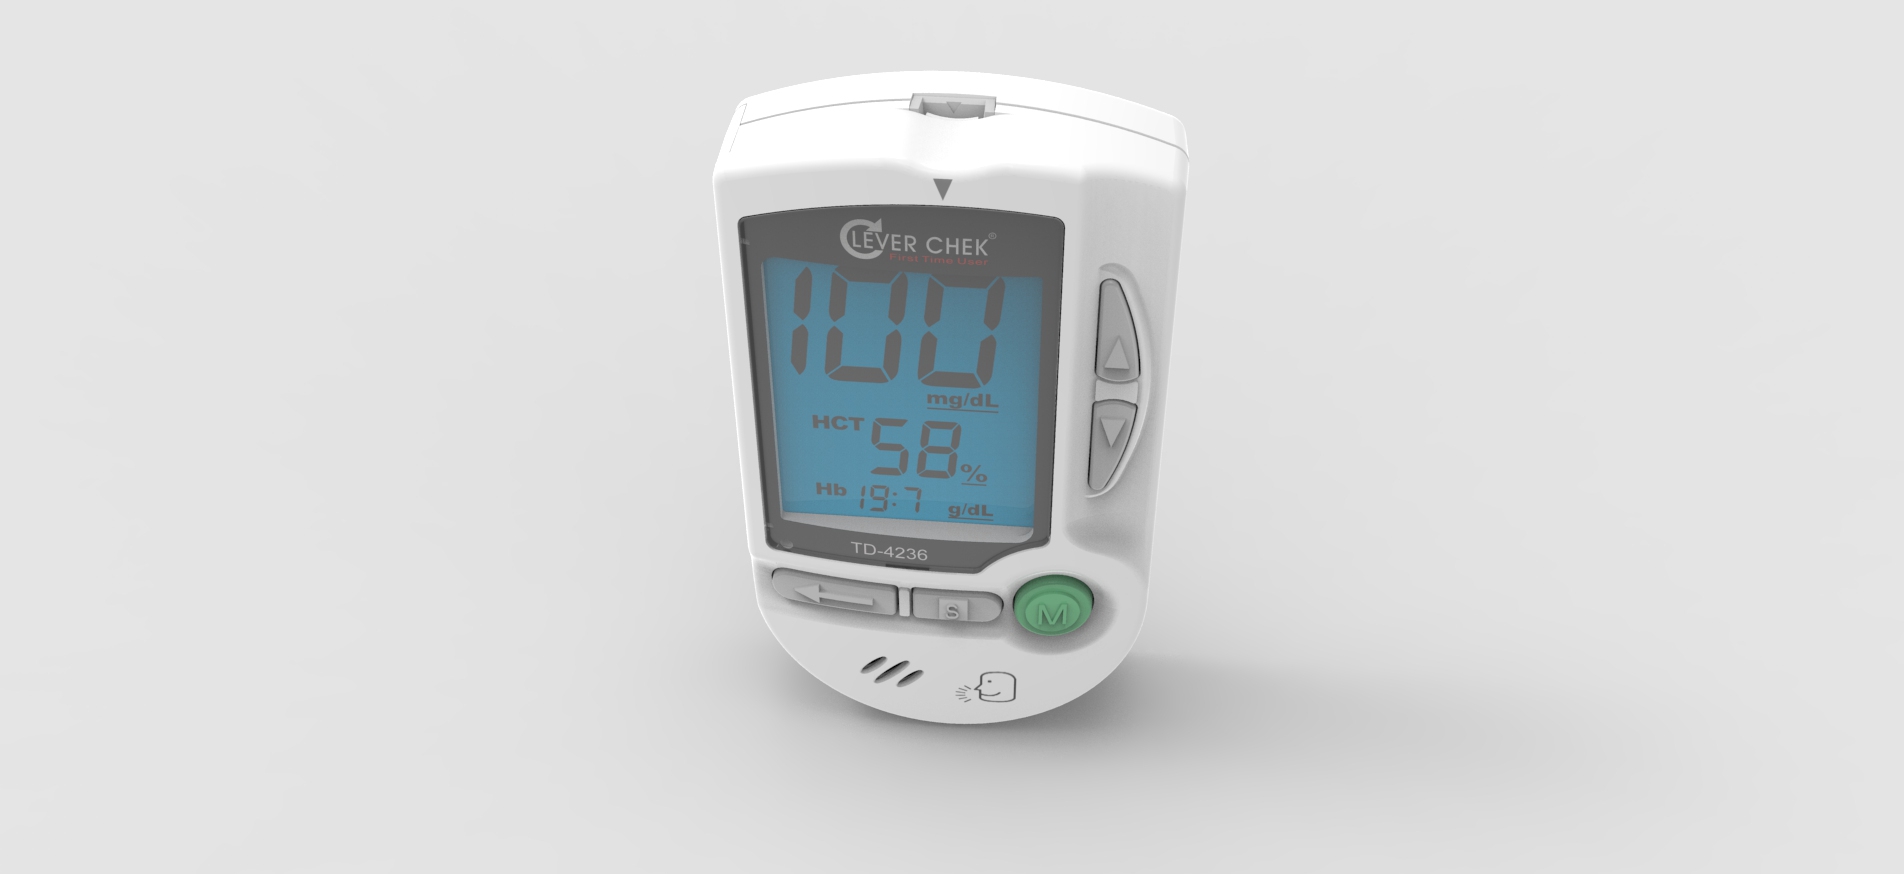 CLEVER CHEK®
First Time User
100
mg/dL
HCT 58 %
Hb 19:7 g/dL
TD-4236
S
M